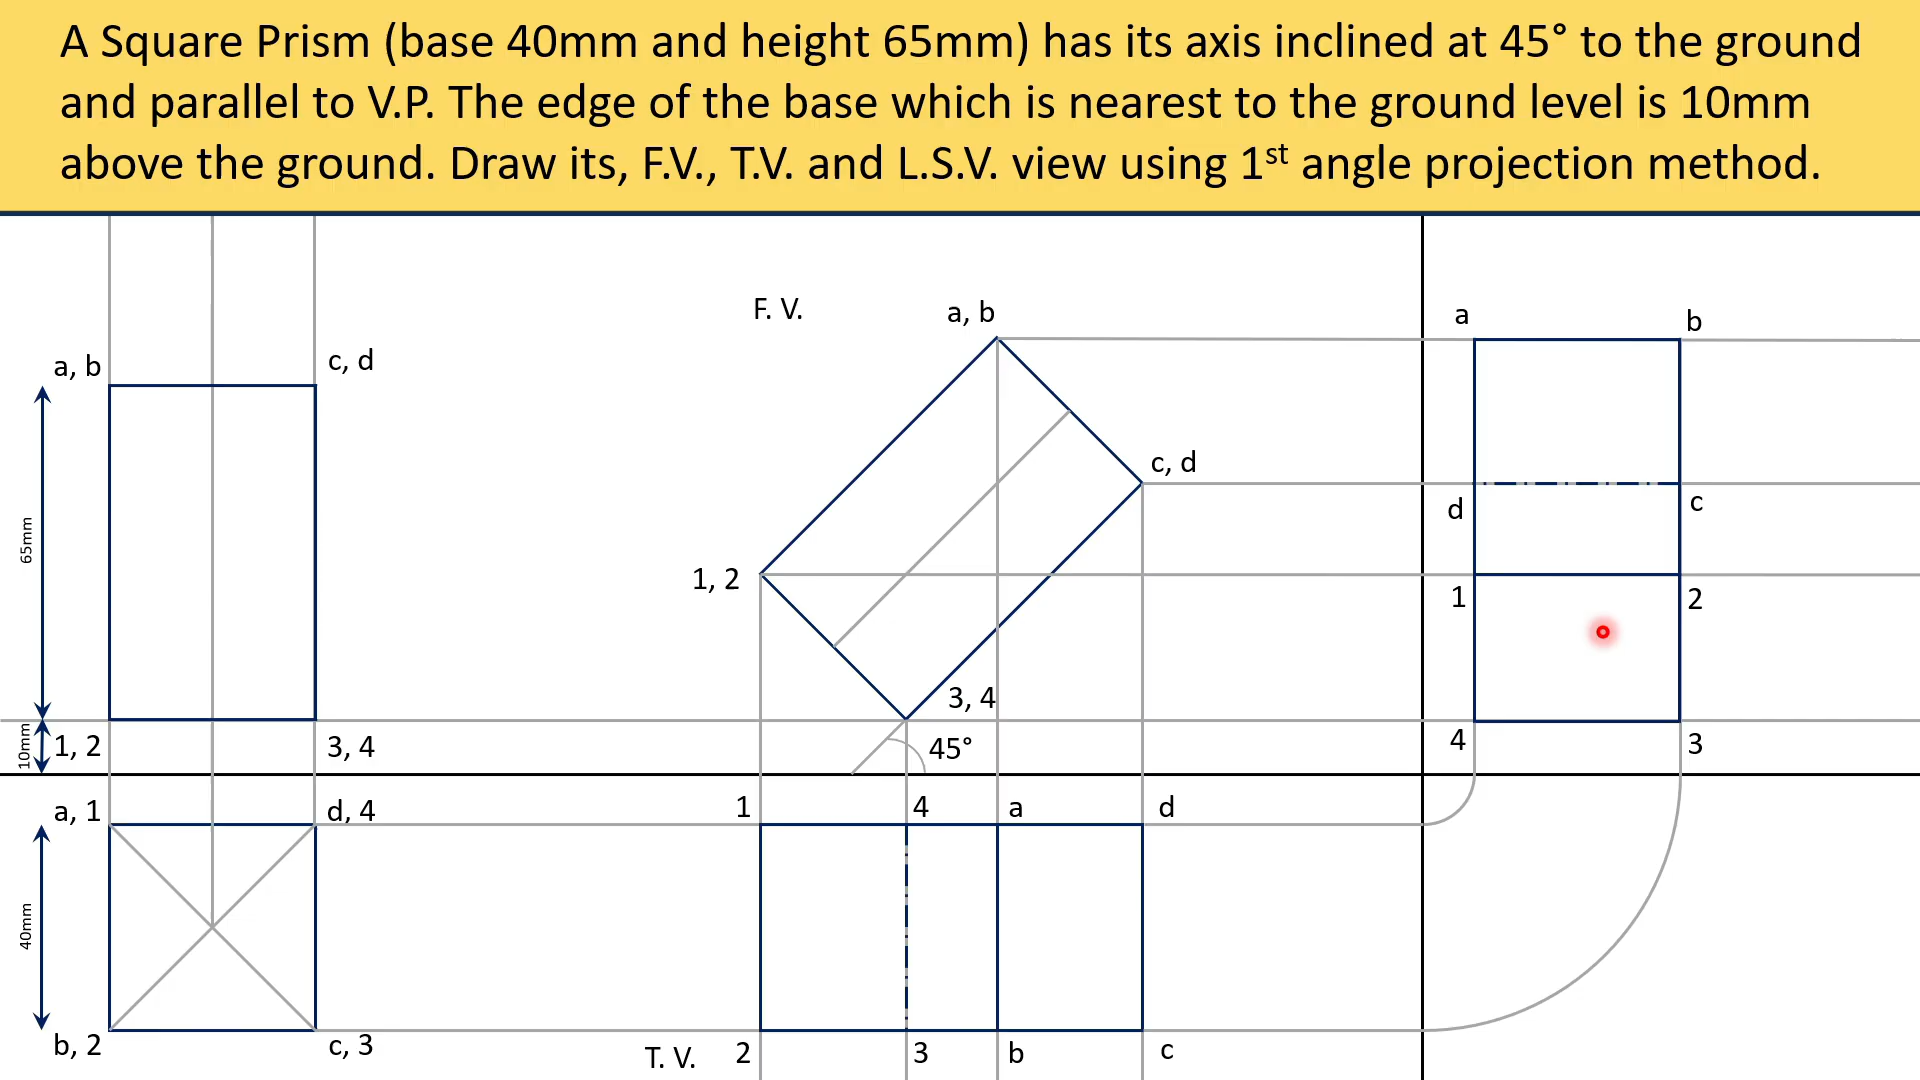 A Square Prism (base 40mm and height 65mm) has its axis inclined at 45° to the ground
and parallel to V.P. The edge of the base which is nearest to the ground level is 10mm
above the ground. Draw its, F.V., T.V. and L.S.V. view using 1st angle projection method.
F. V.
a, b
a
b
a, b
c, d
c, d
d
c
65mm
1, 2
1
2
3, 4
10mm
1, 2
3, 4
45°
4
3
a, 1
d, 4
1
4
a
d
40mm
b, 2
c, 3
T. V.
2
3
b
c